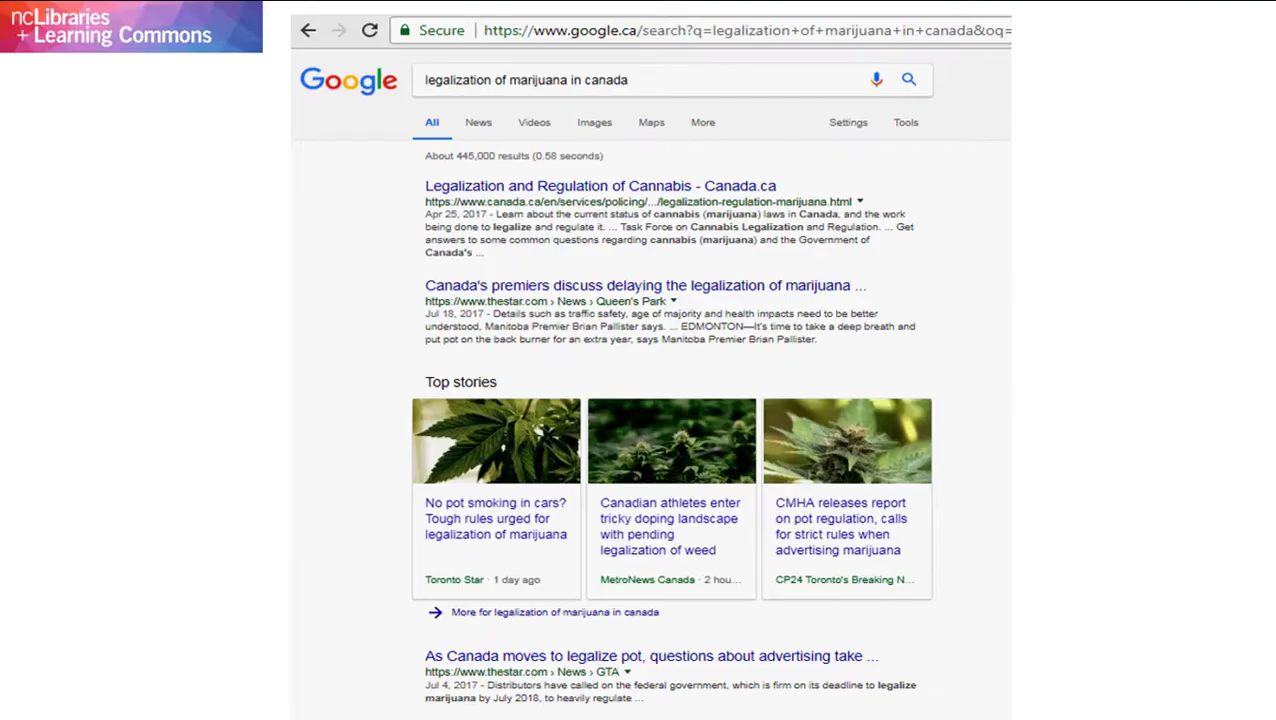 ncLibraries
+ Learning Commons
Secure https://www.google.ca/search?q=legalization+of+marijuana+in+canada&oq=
Google
legalization of marijuana in canada
All News Videos Images Maps More Settings Tools
About 445,000 results (0.58 seconds)
Legalization and Regulation of Cannabis - Canada.ca
https://www.canada.ca/en/services/policing/.../legalization-regulation-marijuana.html
Apr 25, 2017 - Learn about the current status of cannabis (marijuana) laws in Canada, and the work
being done to legalize and regulate it. ... Task Force on Cannabis Legalization and Regulation. ... Get
answers to some common questions regarding cannabis (marijuana) and the Government of
Canada's ...
Canada's premiers discuss delaying the legalization of marijuana ...
https://www.thestar.com › News › Queen's Park
Jul 18, 2017 - Details such as traffic safety, age of majority and health impacts need to be better
understood, Manitoba Premier Brian Pallister says. ... EDMONTON—It's time to take a deep breath and
put pot on the back burner for an extra year, says Manitoba Premier Brian Pallister.
Top stories
No pot smoking in cars?
Tough rules urged for
legalization of marijuana
Toronto Star · 1 day ago
Canadian athletes enter
tricky doping landscape
with pending
legalization of weed
MetroNews Canada · 2 hou...
CMHA releases report
on pot regulation, calls
for strict rules when
advertising marijuana
CP24 Toronto's Breaking N...
More for legalization of marijuana in canada
As Canada moves to legalize pot, questions about advertising take ...
https://www.thestar.com › News › GTA
Jul 4, 2017 - Distributors have called on the federal government, which is firm on its deadline to legalize
marijuana by July 2018, to heavily regulate ...